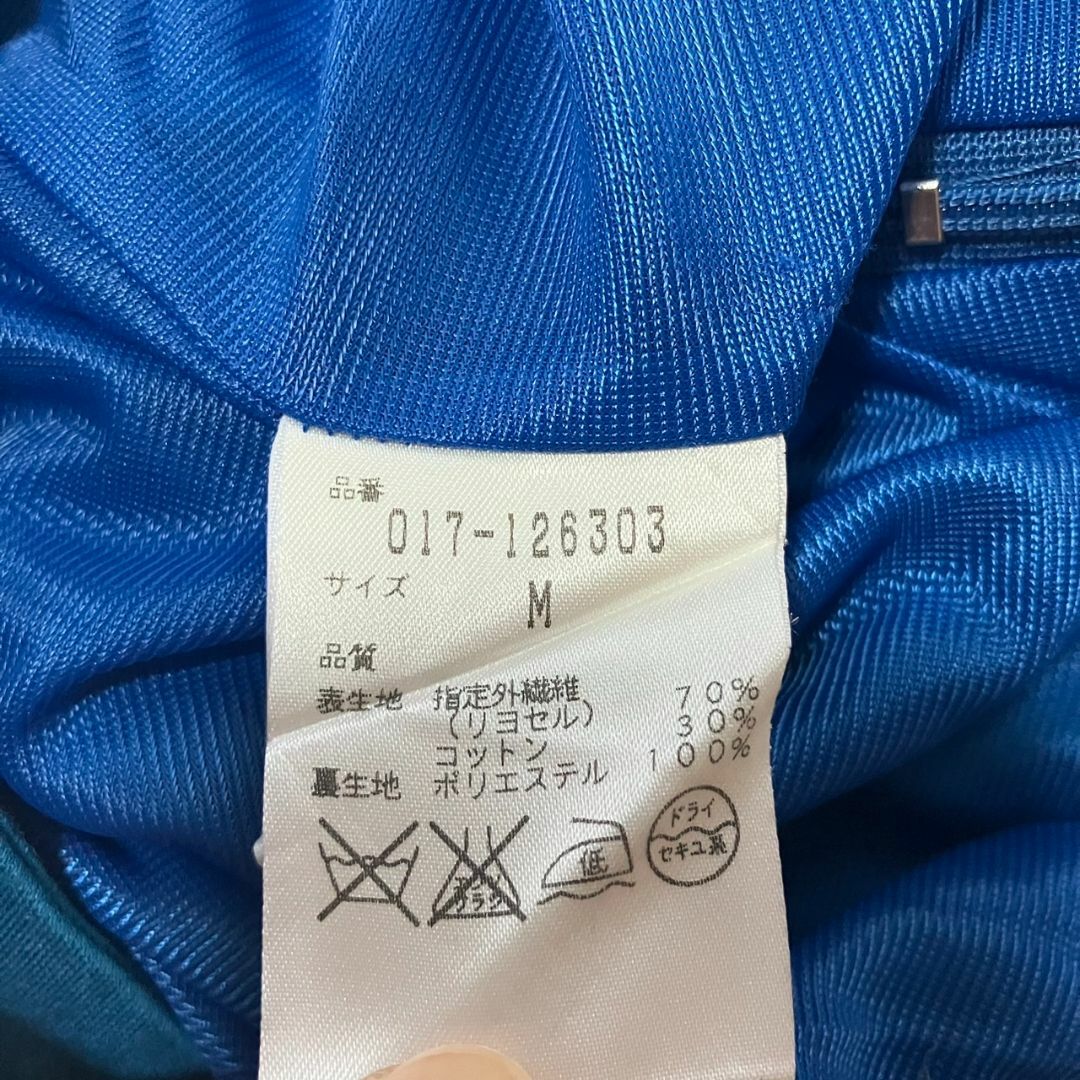 品番
017-126303
サイズ
M
品質
表生地 指定外繊維 70%
(リヨセル) 30%
コットン 100%
裏生地 ポリエステル
低
ドライ
セキユ系